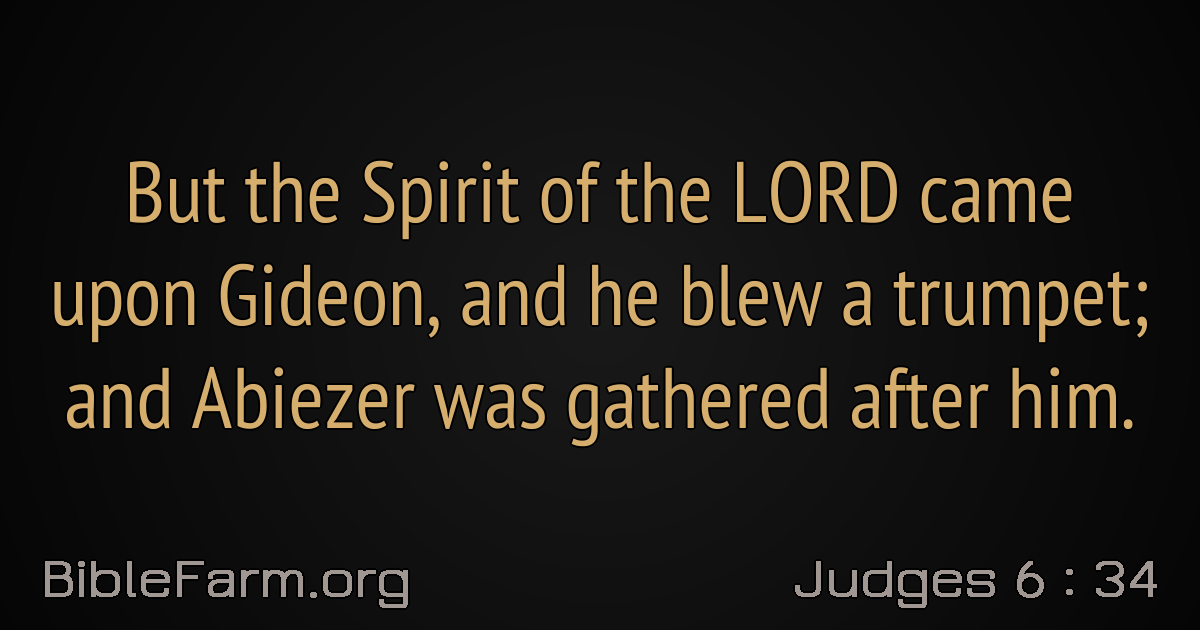 But the Spirit of the LORD came
upon Gideon, and he blew a trumpet;
and Abiezer was gathered after him.
BibleFarm.org
Judges 6 : 34